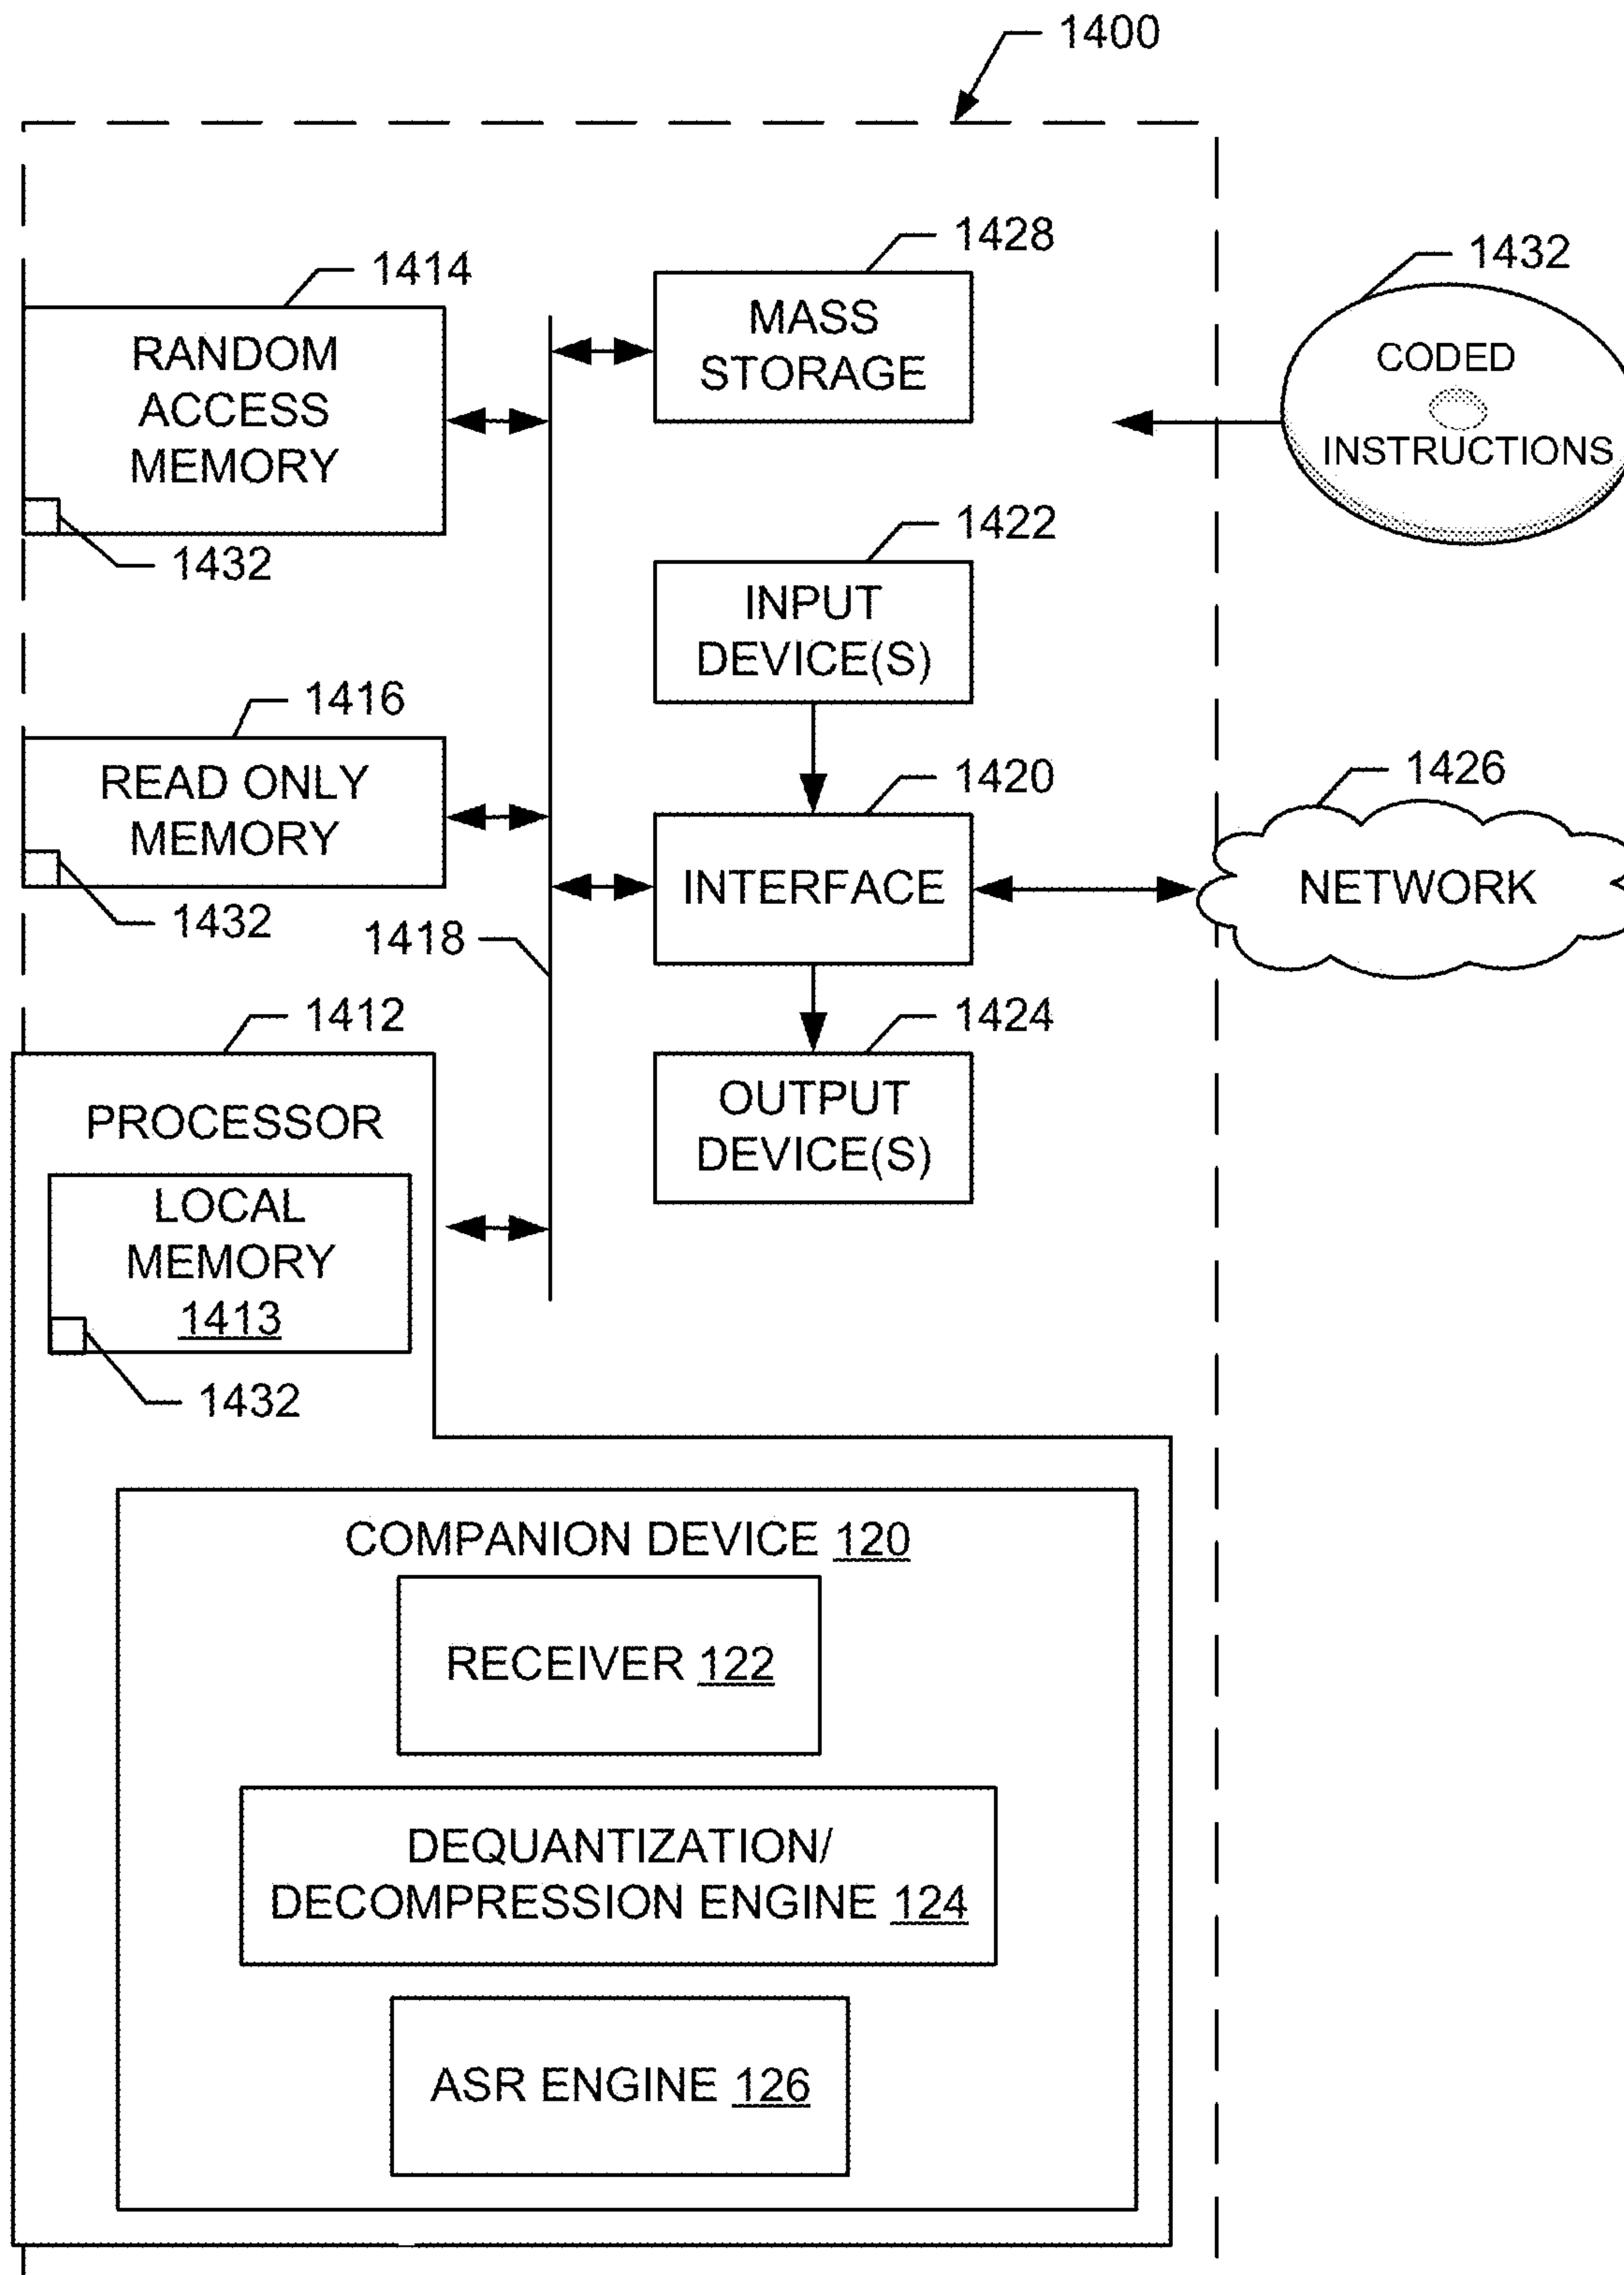 1400
1428
1414
MASS
STORAGE
RANDOM
ACCESS
MEMORY
1432
1432
CODED
INSTRUCTIONS
1422
INPUT
DEVICE(S)
1416
READ ONLY
MEMORY
1432
1420
INTERFACE
1426
NETWORK
1418
1412
PROCESSOR
LOCAL
MEMORY
1413
1432
1424
OUTPUT
DEVICE(S)
COMPANION DEVICE 120
RECEIVER 122
DEQUANTIZATION/
DECOMPRESSION ENGINE 124
ASR ENGINE 126